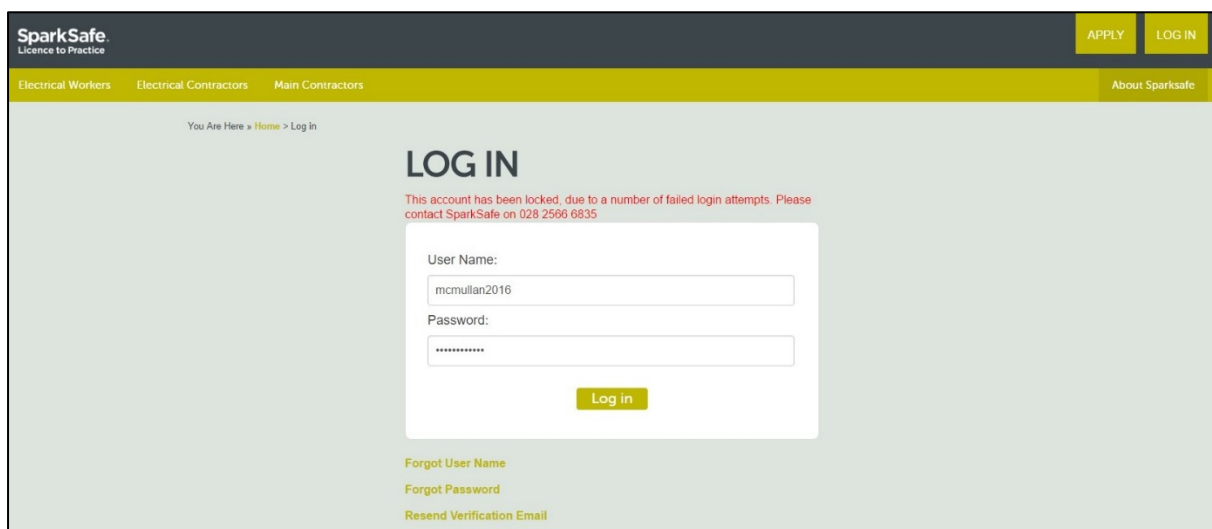 SparkSafe.
Licence to Practice
APPLY
LOG IN
Electrical Workers
Electrical Contractors
Main Contractors
About Sparksafe
You Are Here » Home > Log in
LOG IN
This account has been locked, due to a number of failed login attempts. Please
contact SparkSafe on 028 2566 6835
User Name:
mcmullan2016
Password:
••••••••••••
Log in
Forgot User Name
Forgot Password
Resend Verification Email